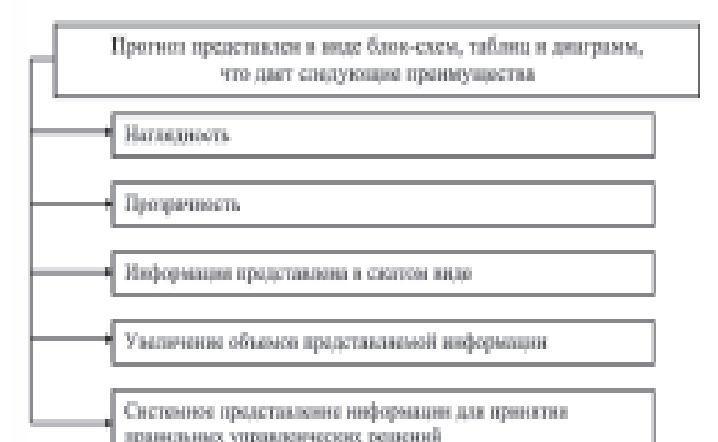 Прогноз представлен в виде блок-схем, таблиц и диаграмм,
что дает следующие преимущества
Наглядность
Прозрачность
Информация представлена в сжатом виде
Увеличение объемов представляемой информации
Системное представление информации для принятия
правильных управленческих решений